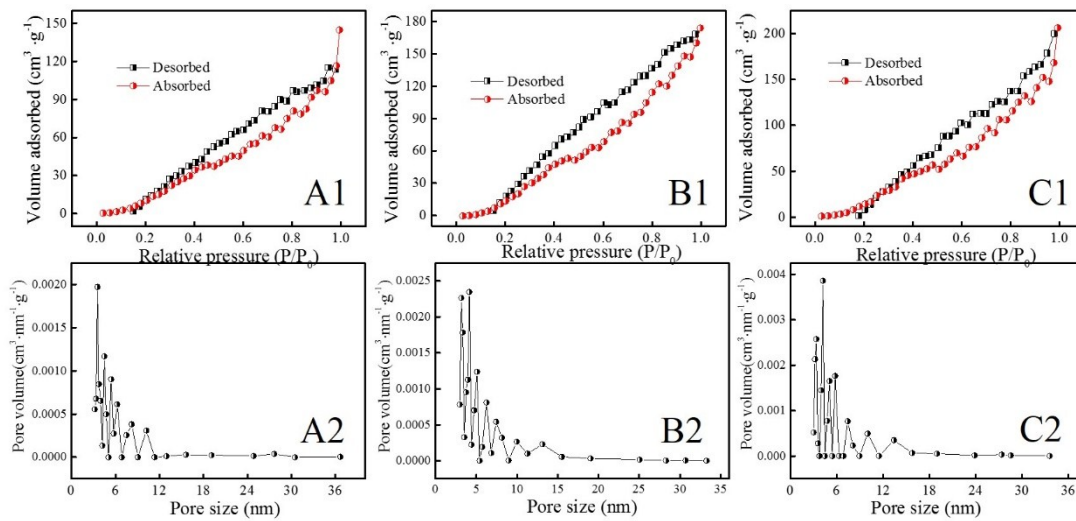 Volume adsorbed (cm³ ·g⁻¹)
150
120
90
60
30
0
Desorbed
Absorbed
A1
0.0 0.2 0.4 0.6 0.8 1.0
Relative pressure (P/P₀)
Volume adsorbed (cm³ ·g⁻¹)
180
150
120
90
60
30
0
Desorbed
Absorbed
B1
0.0 0.2 0.4 0.6 0.8 1.0
Relative pressure (P/P₀)
Volume adsorbed (cm³ ·g⁻¹)
200
150
100
50
0
Desorbed
Absorbed
C1
0.0 0.2 0.4 0.6 0.8 1.0
Relative pressure (P/P₀)
Pore volume(cm³·nm⁻¹·g⁻¹)
0.0020
0.0015
0.0010
0.0005
0.0000
A2
0 6 12 18 24 30 36
Pore size (nm)
Pore volume(cm³·nm⁻¹·g⁻¹)
0.0025
0.0020
0.0015
0.0010
0.0005
0.0000
B2
0 5 10 15 20 25 30 35
Pore size (nm)
Pore volume(cm³·nm⁻¹·g⁻¹)
0.004
0.003
0.002
0.001
0.000
C2
0 6 12 18 24 30 36
Pore size (nm)